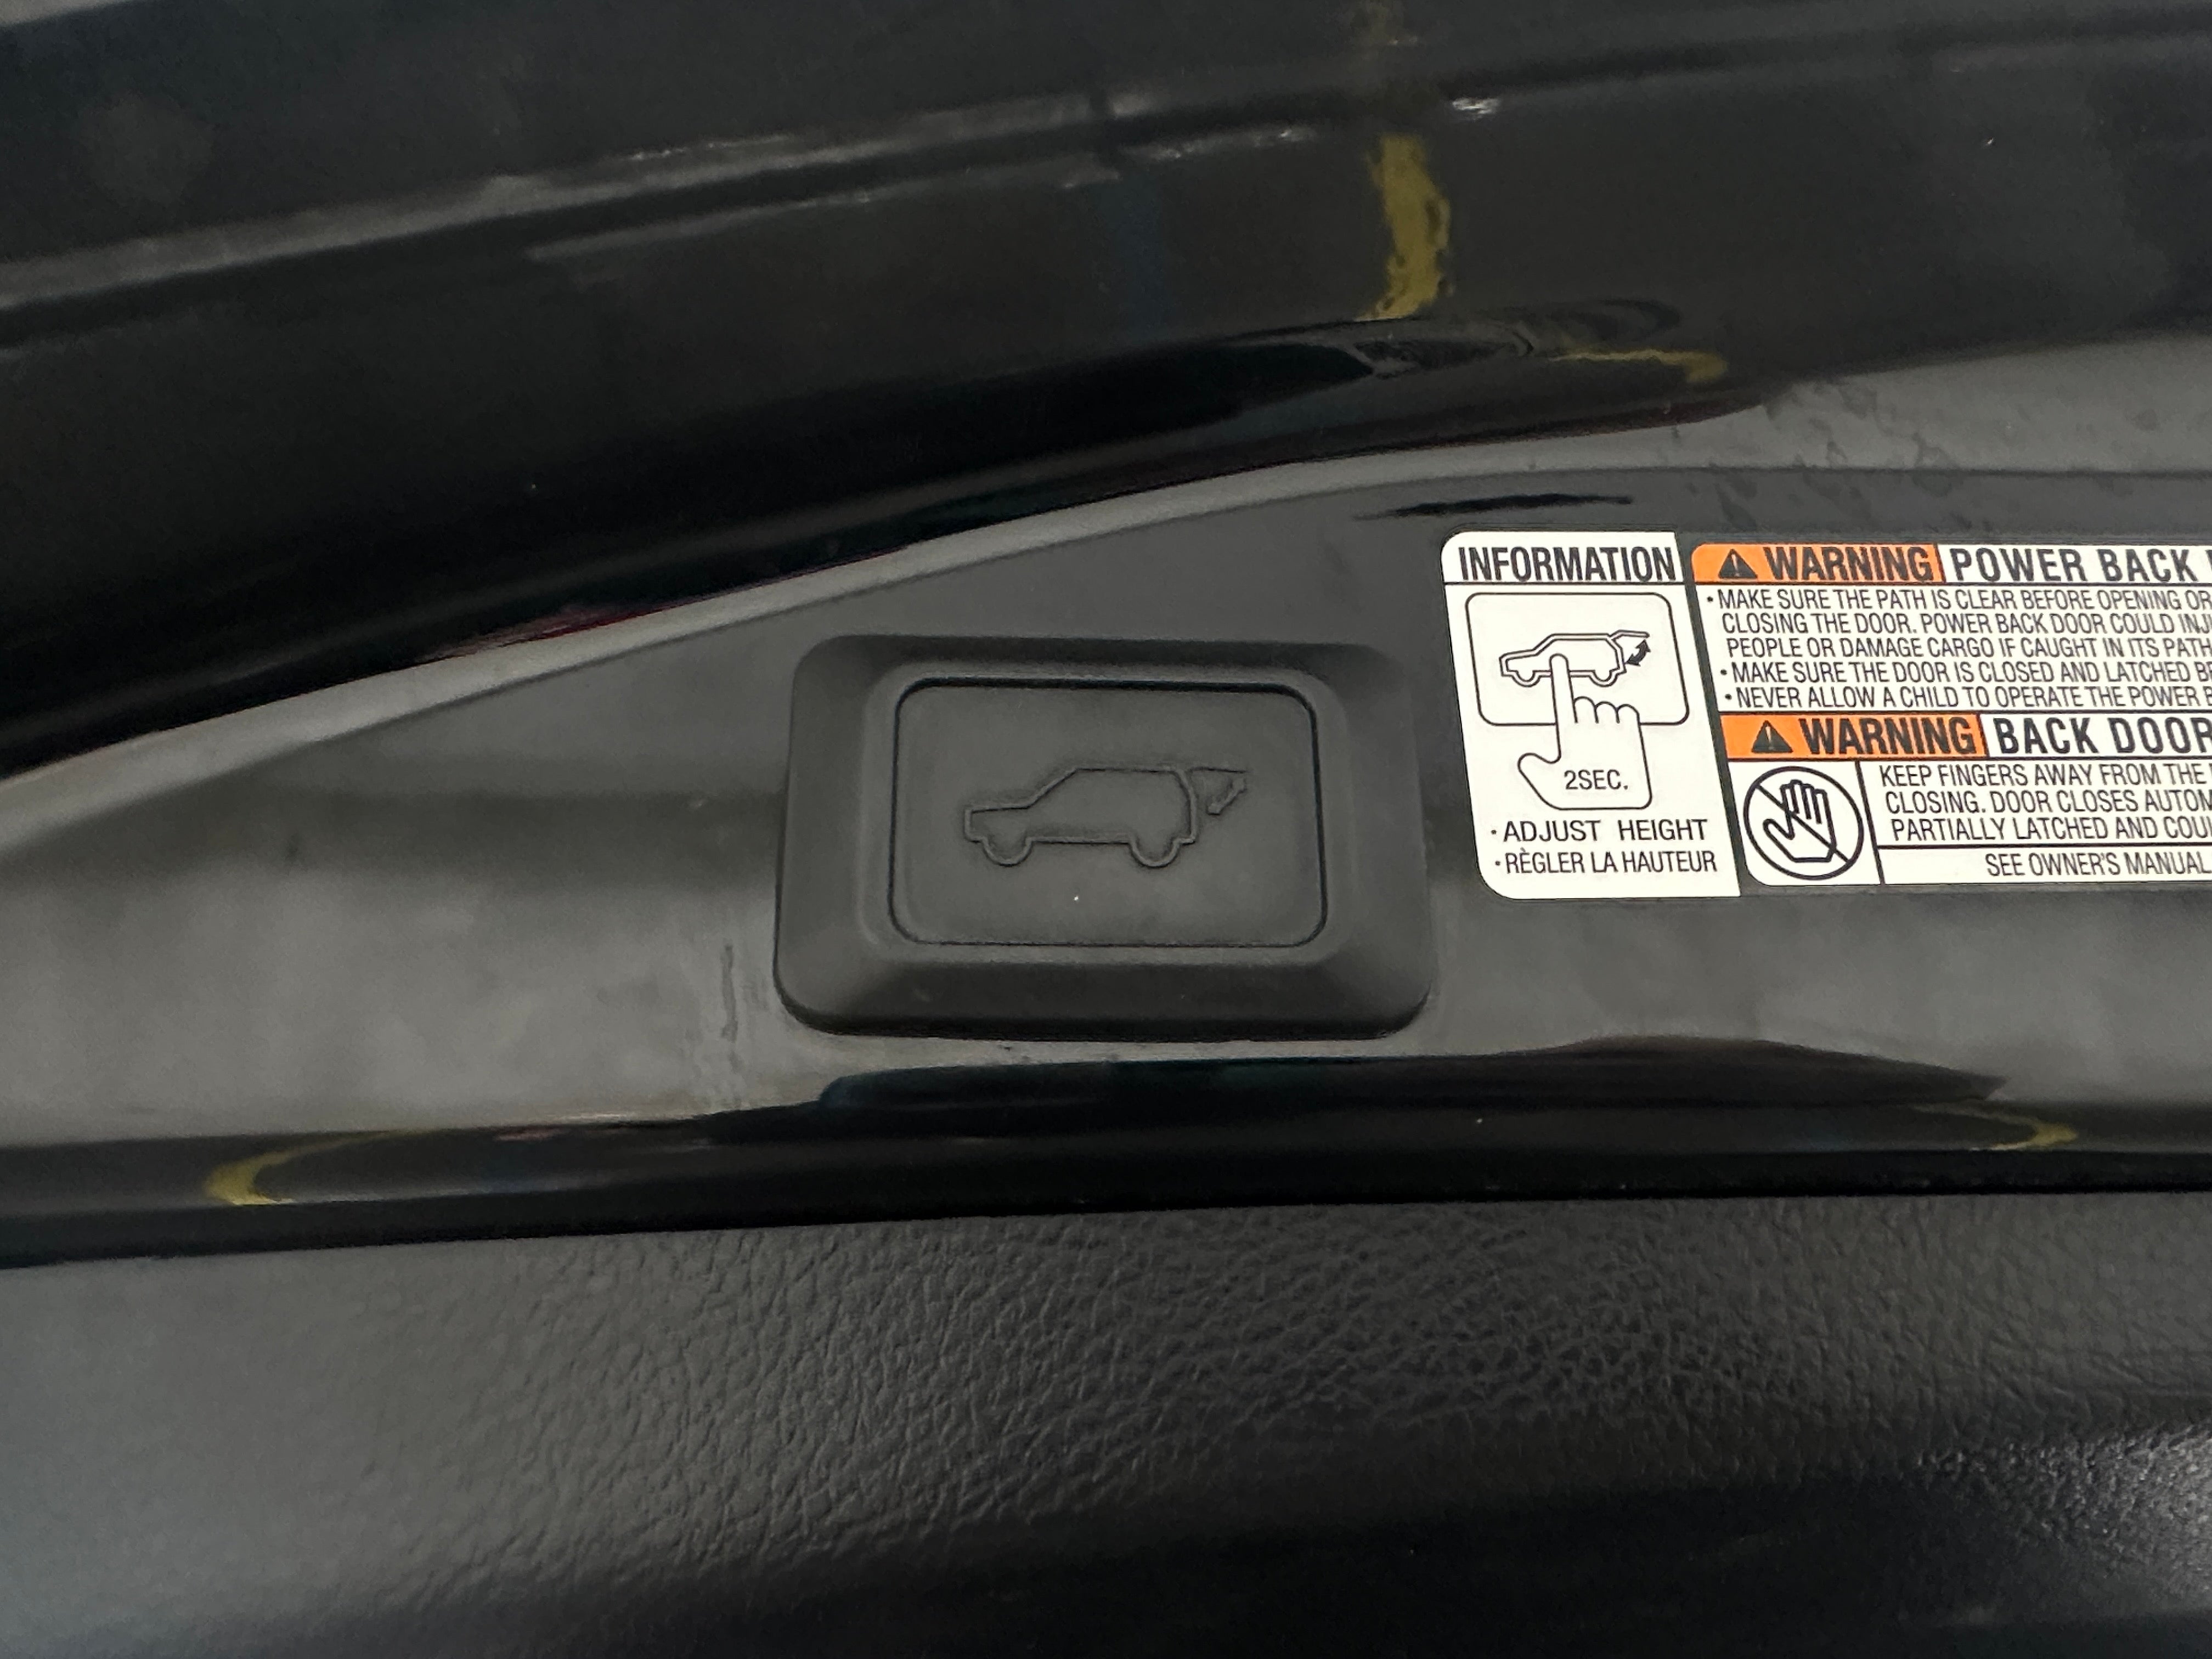 INFORMATION
2SEC.
· ADJUST HEIGHT
· RÈGLER LA HAUTEUR
WARNING POWER BACK
· MAKE SURE THE PATH IS CLEAR BEFORE OPENING OR
CLOSING THE DOOR. POWER BACK DOOR COULD
PEOPLE OR DAMAGE CARGO IF CAUGHT IN ITS PATH
· MAKE SURE THE DOOR IS CLOSED AND LATCHED
· NEVER ALLOW A CHILD TO OPERATE THE POWER
WARNING BACK DOOR
KEEP FINGERS AWAY FROM THE
CLOSING. DOOR CLOSES
PARTIALLY LATCHED AND
SEE OWNER'S MANUAL